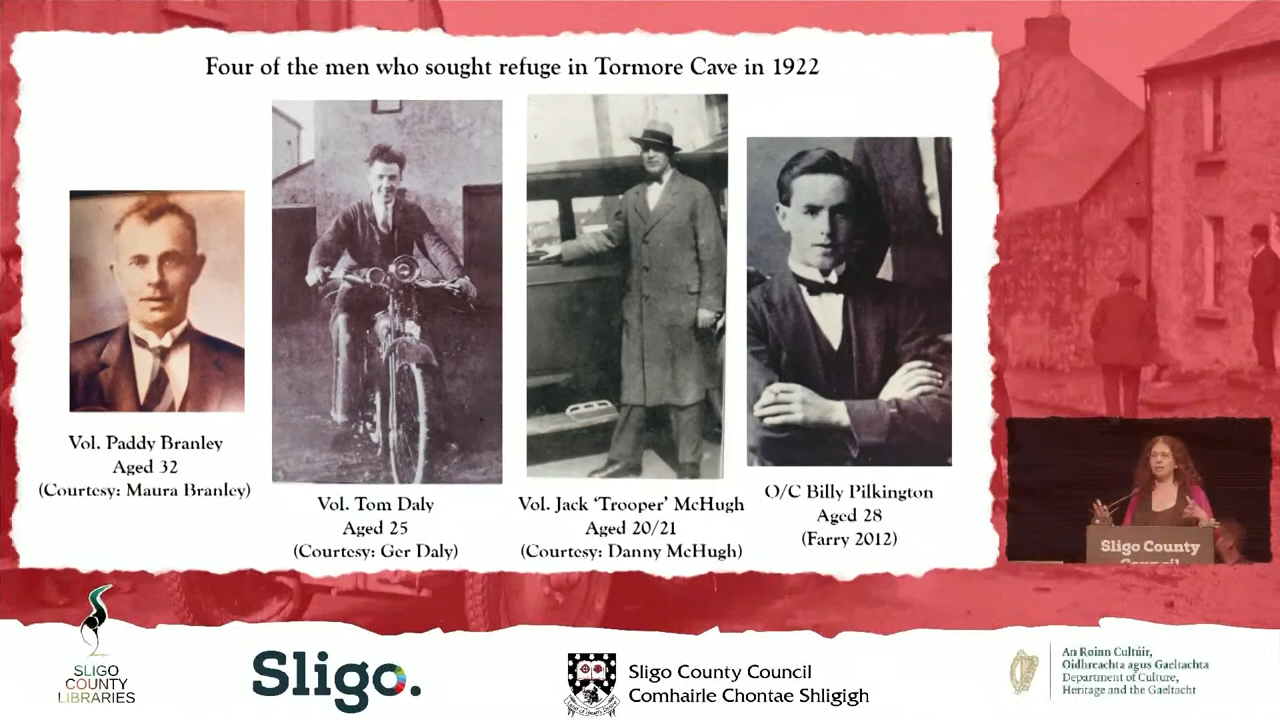 Four of the men who sought refuge in Tormore Cave in 1922
Vol. Paddy Branley
Aged 32
(Courtesy: Maura Branley)
Vol. Tom Daly
Aged 25
(Courtesy: Ger Daly)
Vol. Jack ‘Trooper’ McHugh
Aged 20/21
(Courtesy: Danny McHugh)
O/C Billy Pilkington
Aged 28
(Farry 2012)
Sligo County
Council
SLIGO
COUNTY
LIBRARIES
Sligo.
Sligo County Council
Comhairle Chontae Shligigh
An Roinn Cultúir,
Oidhreachta agus Gaeltachta
Department of Culture,
Heritage and the Gaeltacht